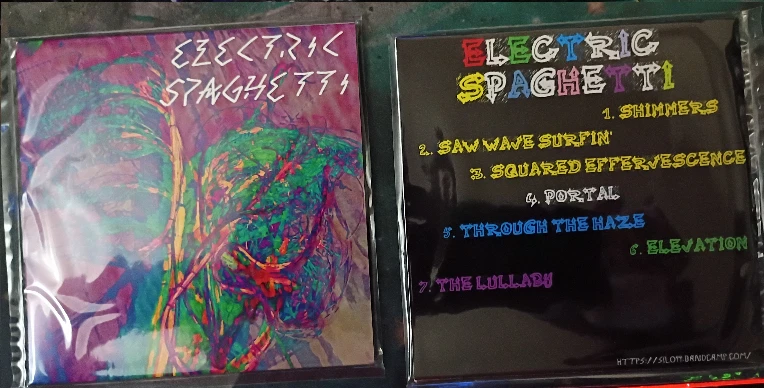 ELECTRIC
SPAGHETTI
ELECTRIC
SPAGHETTI
1. SHIMMERS
2. SAW WAVE SURFIN'
3. SQUARED EFFERVESCENCE
4. PORTAL
5. THROUGH THE HAZE
6. ELEVATION
7. THE LULLABY